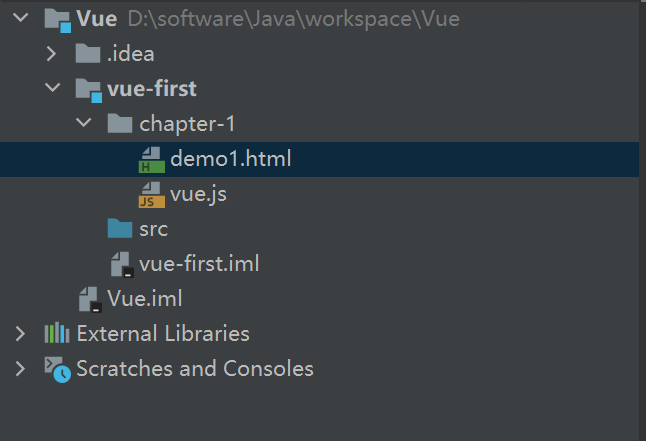 Vue D:\software\Java\workspace\Vue
.idea
vue-first
chapter-1
H demo1.html
JS vue.js
src
vue-first.iml
Vue.iml
External Libraries
Scratches and Consoles